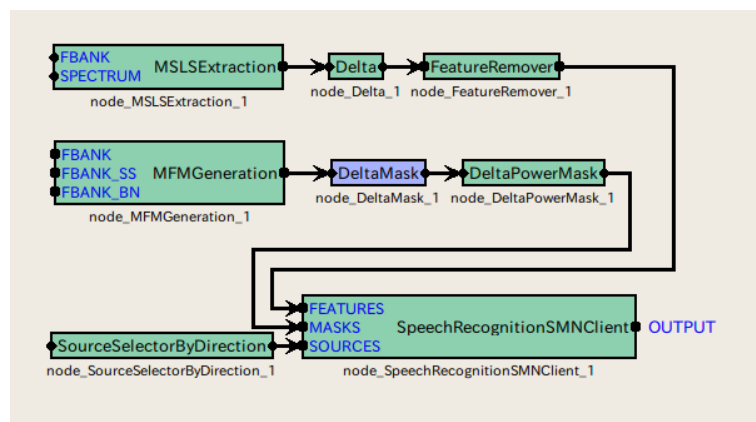 FBANK
SPECTRUM
MSLSExtraction
node_MSLSExtraction_1
Delta
node_Delta_1
FeatureRemover
node_FeatureRemover_1
FBANK
FBANK_SS
FBANK_BN
MFMGeneration
node_MFMGeneration_1
DeltaMask
node_DeltaMask_1
DeltaPowerMask
node_DeltaPowerMask_1
FEATURES
MASKS
SOURCES
SpeechRecognitionSMNClient
OUTPUT
node_SpeechRecognitionSMNClient_1
SourceSelectorByDirection
node_SourceSelectorByDirection_1